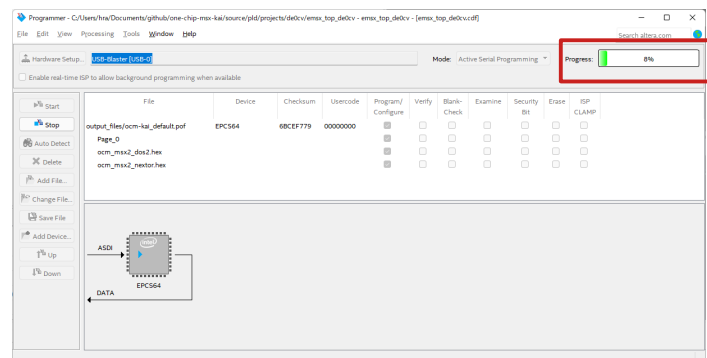 Programmer - C:/Users/hra/Documents/github/one-chip-msx-kai/source/pld/projects/de0cv/emsx_top_de0cv - emsx_top_de0cv - [emsx_top_de0cv.cdf]
File Edit View Processing Tools Window Help
Search altera.com
Hardware Setup... USB-Blaster [USB-0] Mode: Active Serial Programming Progress: 8%
Enable real-time ISP to allow background programming when available
Start
Stop
Auto Detect
Delete
Add File...
Change File...
Save File
Add Device...
Up
Down
File Device Checksum Usercode Program/ Verify Blank- Examine Security Erase ISP
Configure Check Bit CLAMP
output_files/ocm-kai_default.pof EPCS64 6BCEF779 00000000
Page_0
ocm_msx2_dos2.hex
ocm_msx2_nextor.hex
ASDI
intel
EPCS64
DATA